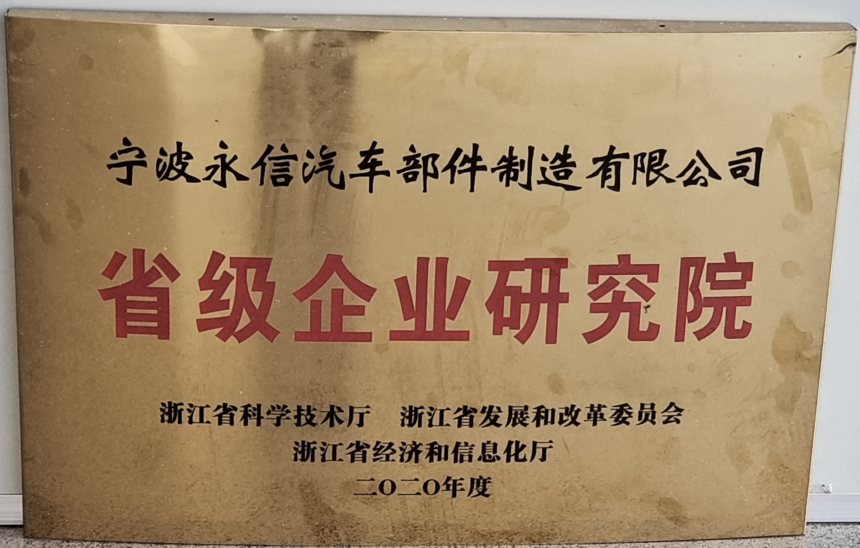 宁波永信汽车部件制造有限公司
省级企业研究院
浙江省科学技术厅 浙江省发展和改革委员会
浙江省经济和信息化厅
二〇二〇年度